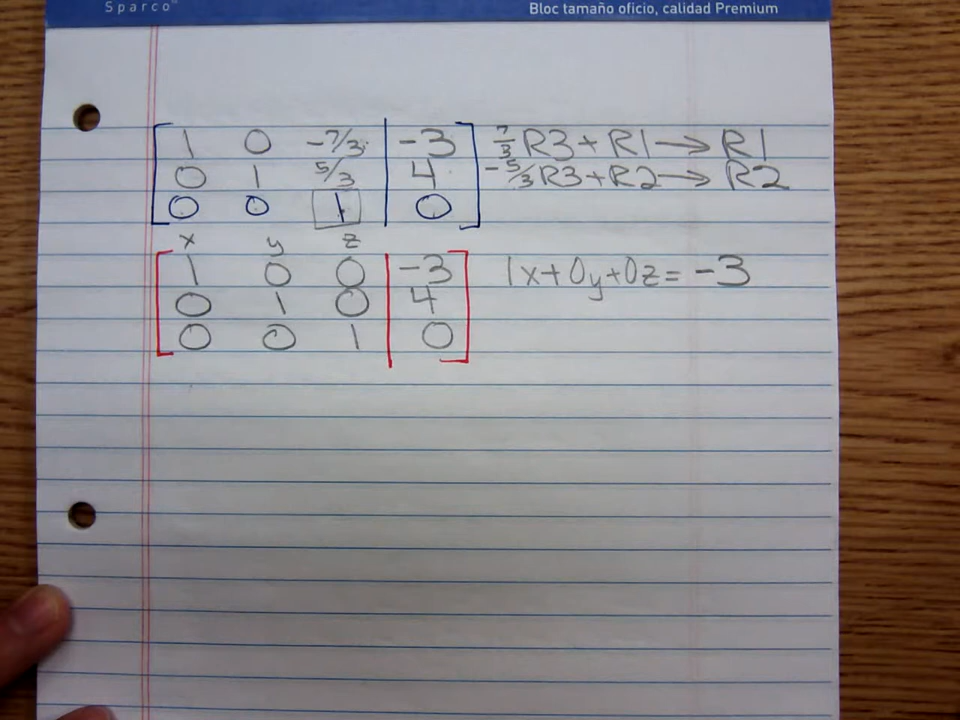 Sparco™ Bloc tamaño oficio, calidad Premium
1 0 -7/3 -3 7/3 R3 + R1 → R1
0 1 5/3 4 -5/3 R3 + R2 → R2
0 0 1 0
x y z
1 0 0 -3 1x + 0y + 0z = -3
0 1 0 4
0 0 1 0